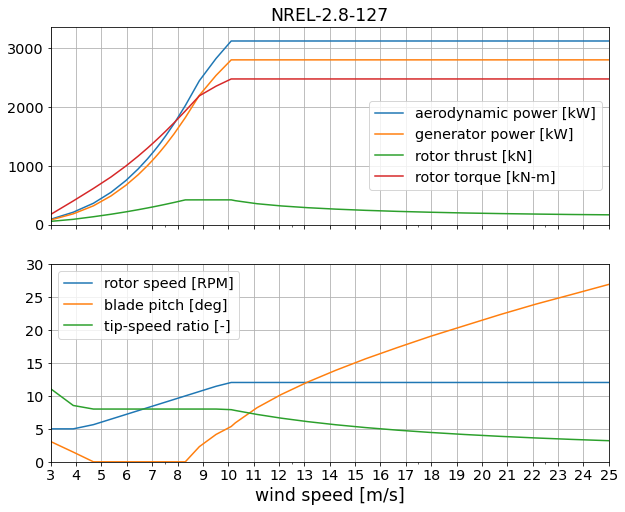 NREL-2.8-127
3000
2000
1000
0
aerodynamic power [kW]
generator power [kW]
rotor thrust [kN]
rotor torque [kN-m]
30
25
20
15
10
5
0
rotor speed [RPM]
blade pitch [deg]
tip-speed ratio [-]
3 4 5 6 7 8 9 10 11 12 13 14 15 16 17 18 19 20 21 22 23 24 25
wind speed [m/s]